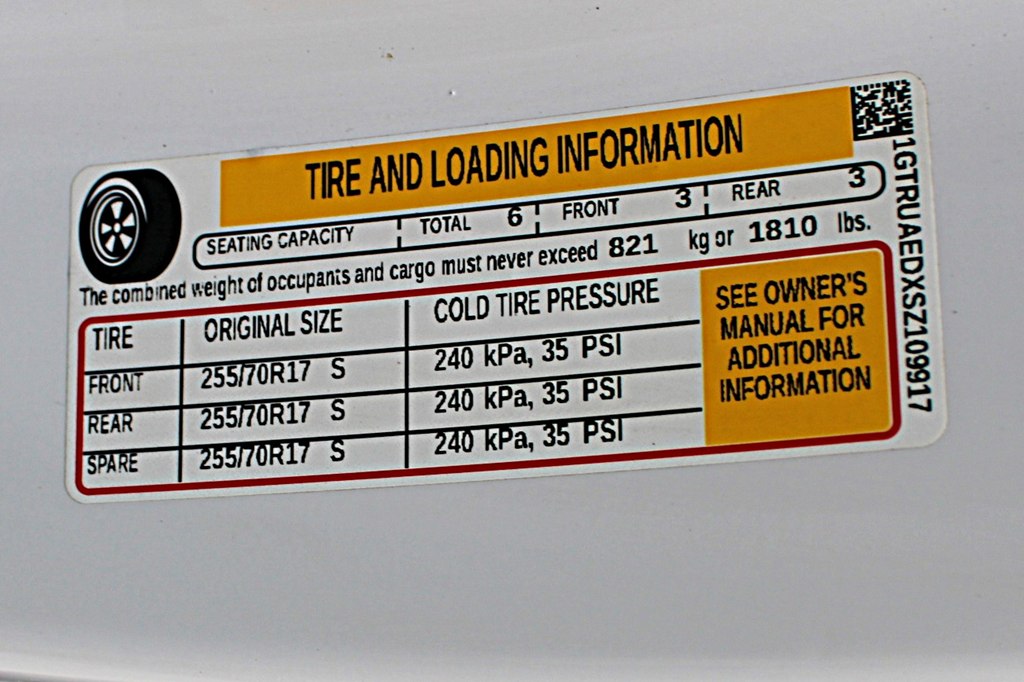 TIRE AND LOADING INFORMATION
SEATING CAPACITY TOTAL 6 FRONT 3 REAR 3
The combined weight of occupants and cargo must never exceed 821 kg or 1810 lbs.
TIRE ORIGINAL SIZE COLD TIRE PRESSURE
FRONT 255/70R17 S 240 kPa, 35 PSI
REAR 255/70R17 S 240 kPa, 35 PSI
SPARE 255/70R17 S 240 kPa, 35 PSI
SEE OWNER'S
MANUAL FOR
ADDITIONAL
INFORMATION
1GTRUAEDXSZ109917